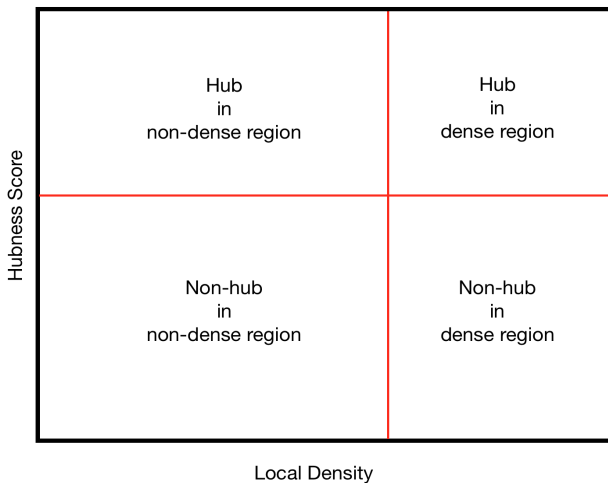 Hub
in
non-dense region
Hub
in
dense region
Hubness Score
Non-hub
in
non-dense region
Non-hub
in
dense region
Local Density